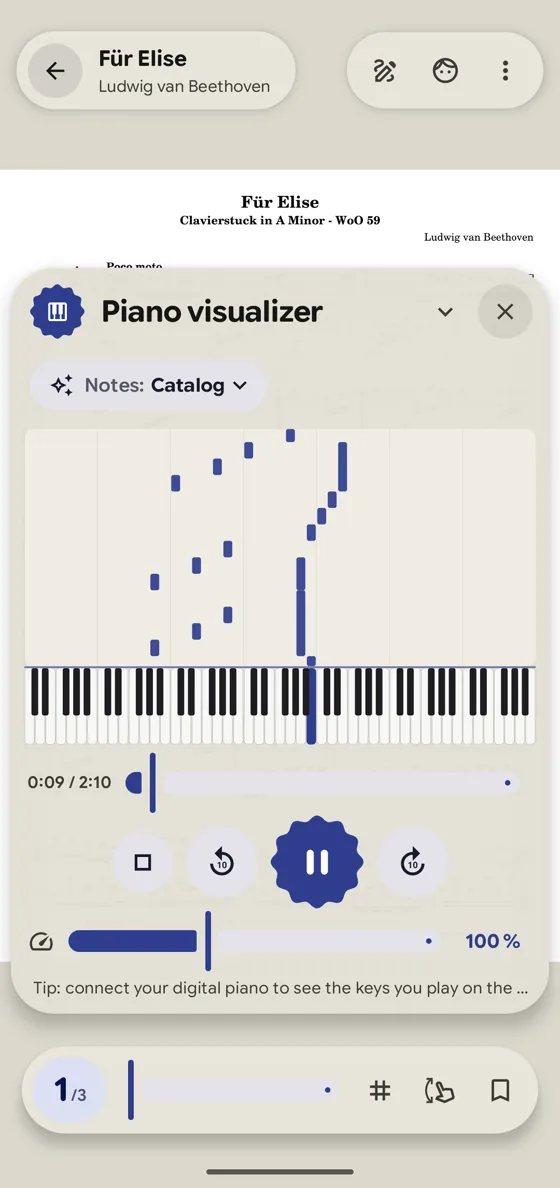 Für Elise
Ludwig van Beethoven
Für Elise
Clavierstuck in A Minor - WoO 59
Ludwig van Beethoven
Poco moto
Piano visualizer
Notes: Catalog
0:09 / 2:10
10
10
100 %
Tip: connect your digital piano to see the keys you play on the ...
1/3